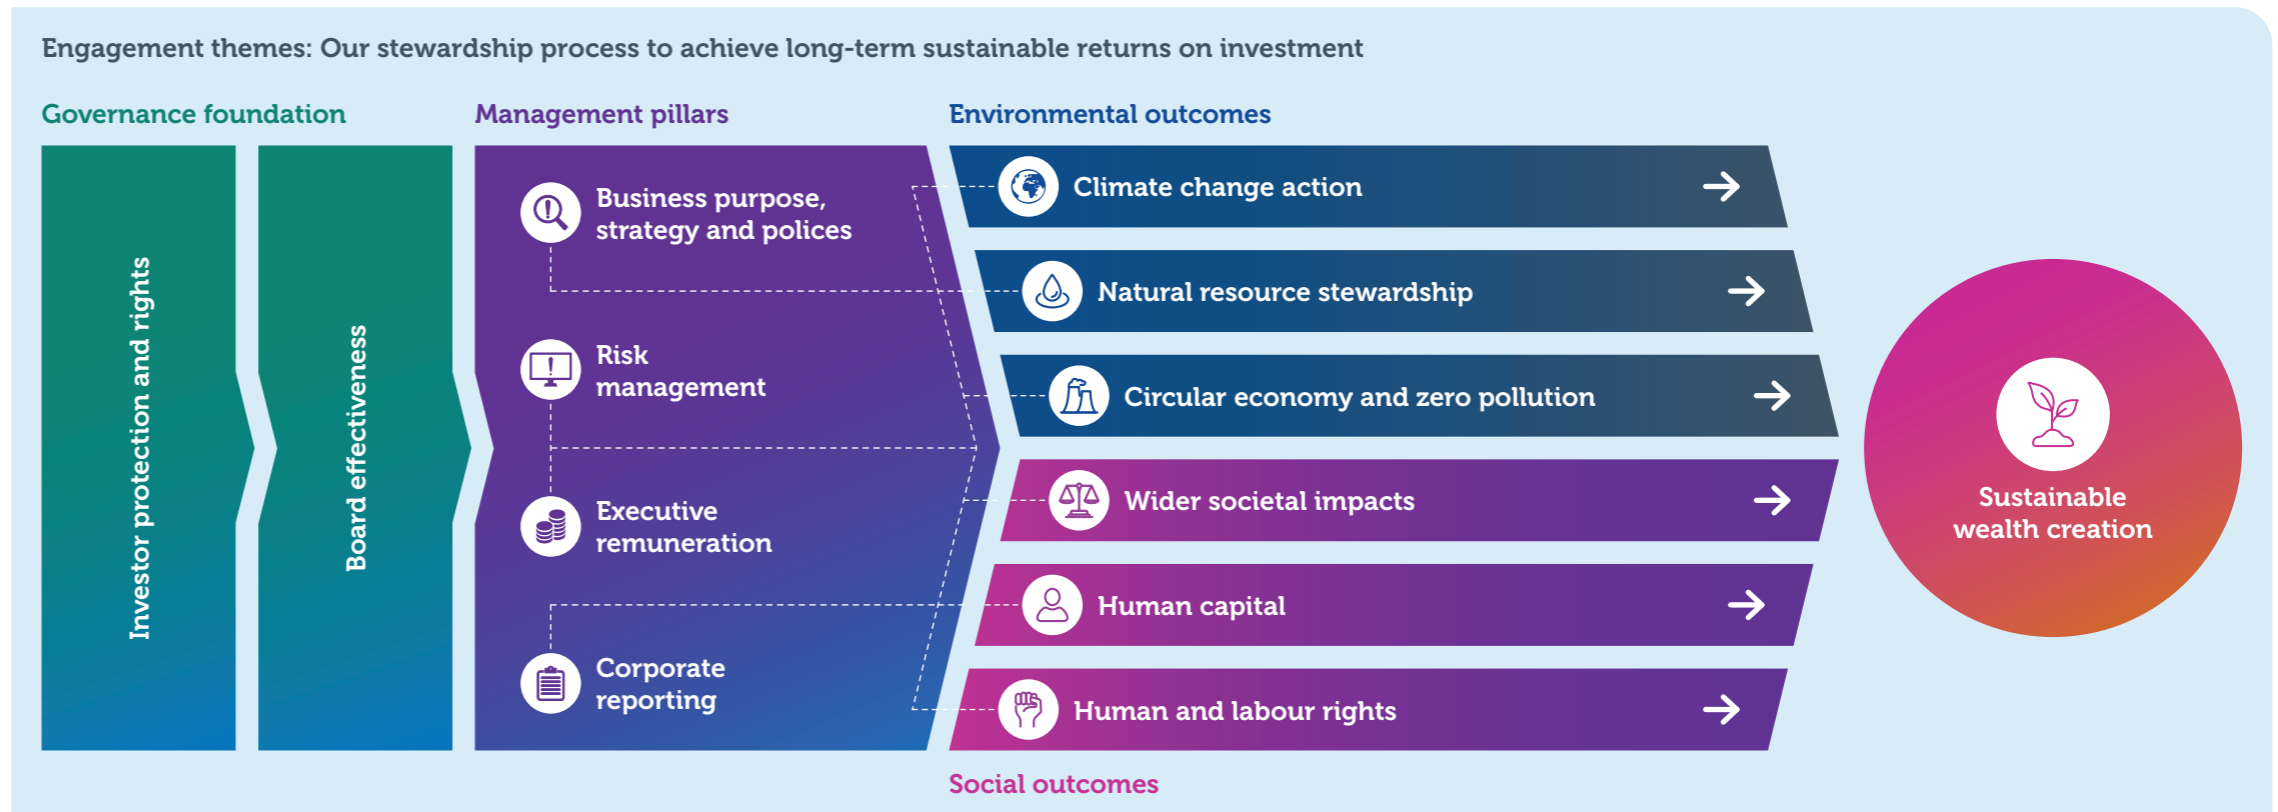 Engagement themes: Our stewardship process to achieve long-term sustainable returns on investment
Governance foundation
Investor protection and rights
Board effectiveness
Management pillars
Business purpose,
strategy and polices
Risk
management
Executive
remuneration
Corporate
reporting
Environmental outcomes
Climate change action
Natural resource stewardship
Circular economy and zero pollution
Wider societal impacts
Human capital
Human and labour rights
Social outcomes
Sustainable
wealth creation